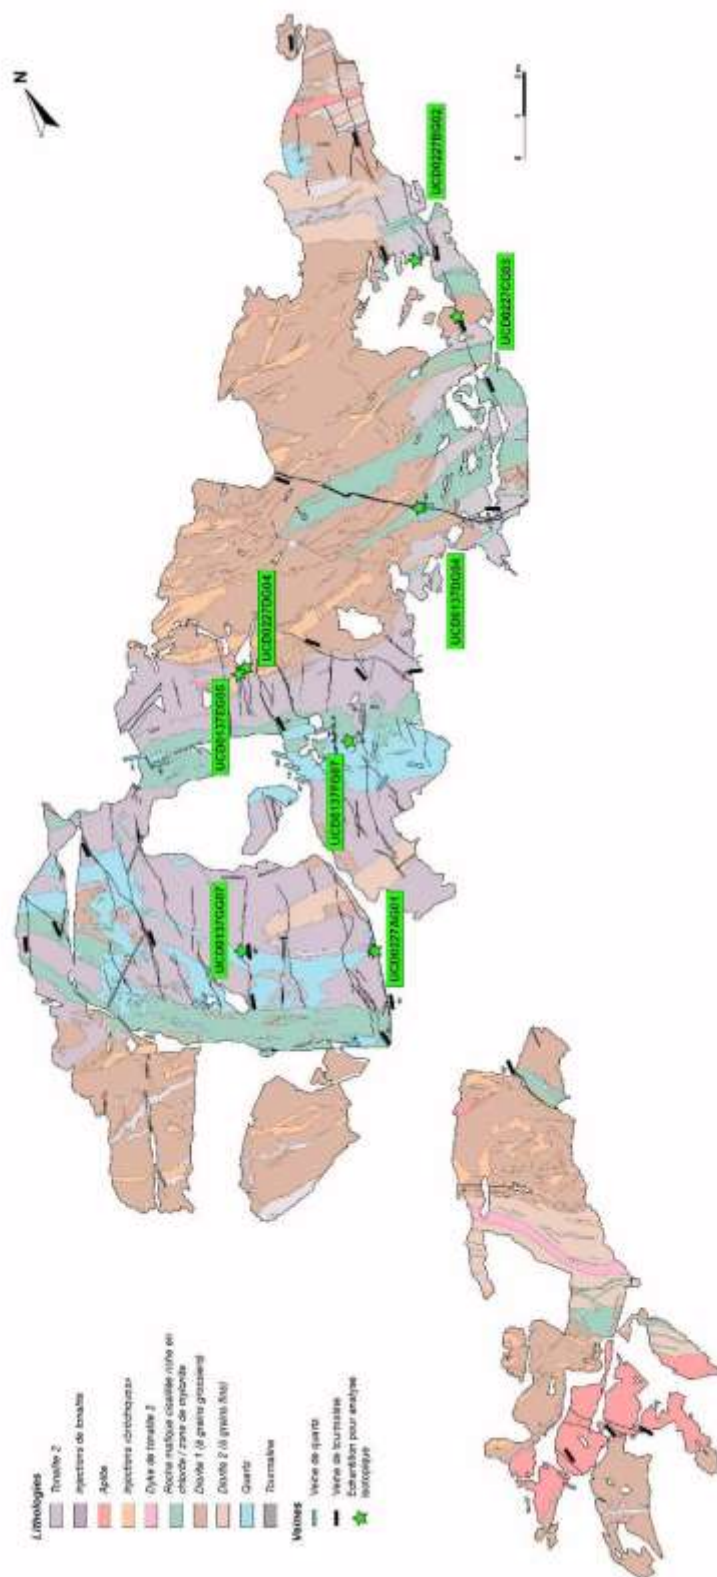 N
UCD0227BG02
UCD0227CG03
UCD0137DG04
UCD0227DG04
UCD0137EG05
UCD0137FG07
UCD0137GG07
UCD0227AG01
Lithologies
Tonalite 2
Injections de tonalite
Aplite
Injections
Dyke de tonalite 2
Roche mafique cisaillée riche en
chlorite / zone de mylonite
Diorite 1 (à grains grossiers)
Diorite 2 (à grains fins)
Quartz
Tourmaline
Veines
Veine de quartz
Veine de tourmaline
Échantillon pour analyse
isotopique